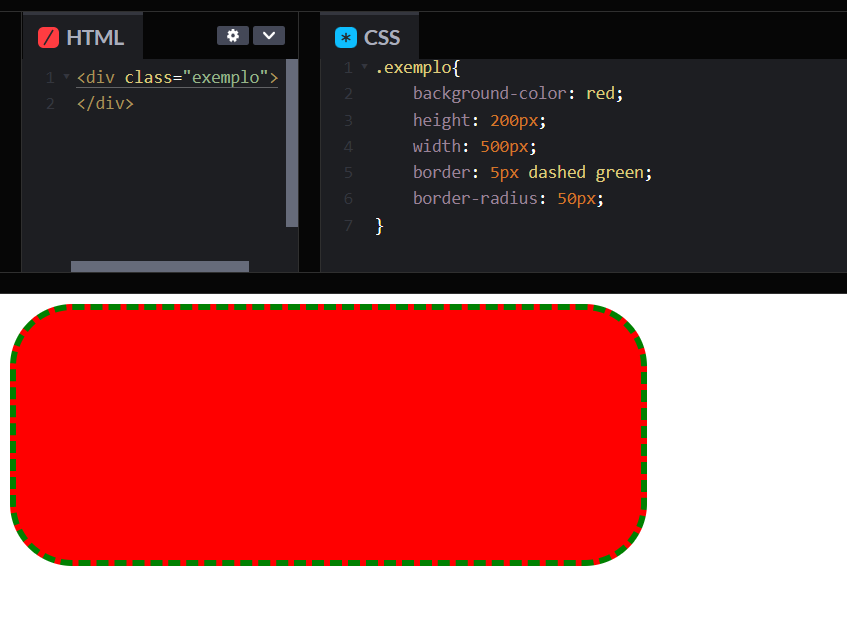 HTML
1 <div class="exemplo">
2 </div>
CSS
1 .exemplo{
2 background-color: red;
3 height: 200px;
4 width: 500px;
5 border: 5px dashed green;
6 border-radius: 50px;
7 }